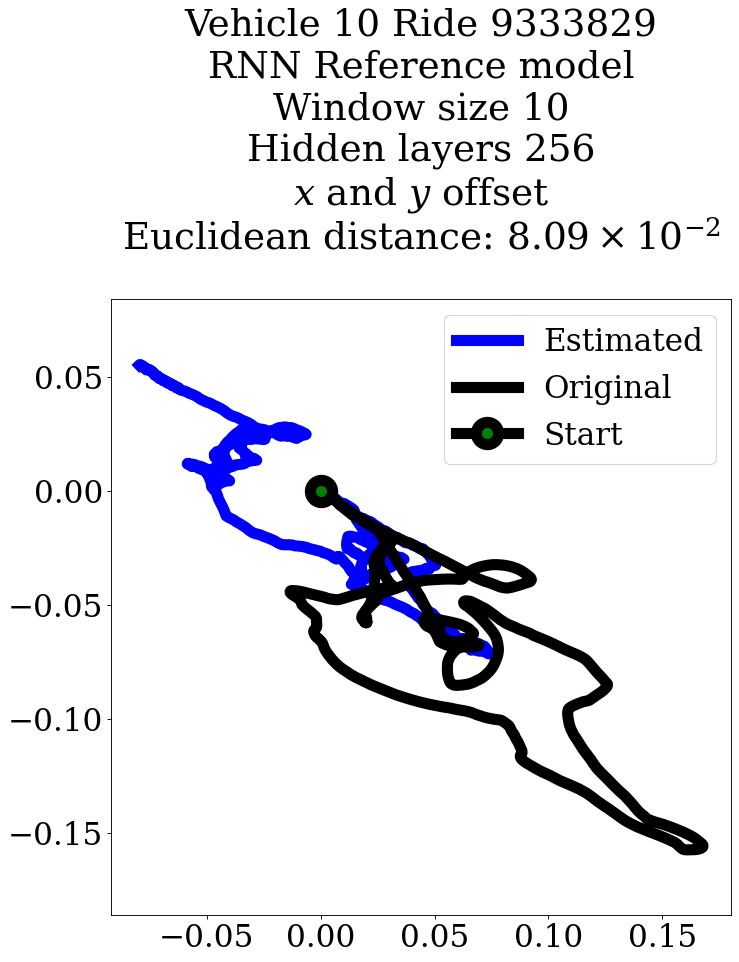 Vehicle 10 Ride 9333829
RNN Reference model
Window size 10
Hidden layers 256
x and y offset
Euclidean distance: 8.09 × 10⁻²
Estimated
Original
Start
0.05
0.00
−0.05
−0.10
−0.15
−0.05 0.00 0.05 0.10 0.15